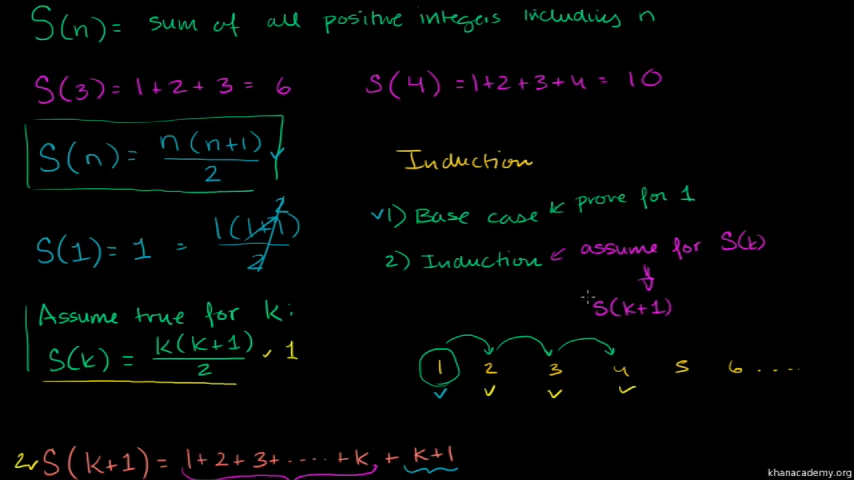 S(n) = sum of all positive integers including n
S(3) = 1+2+3 = 6
S(4) = 1+2+3+4 = 10
S(n) = n(n+1)/2
Induction
1) Base case ← prove for 1
2) Induction ← assume for S(k)
↓
S(k+1)
S(1) = 1 = 1(1+1)/2
2
Assume true for k:
S(k) = k(k+1)/2 ✓ 1
1 2 3 4 5 6 ....
✓ ✓ ✓ ✓
2✓ S(k+1) = 1+2+3+.....+k + k+1
khanacademy.org